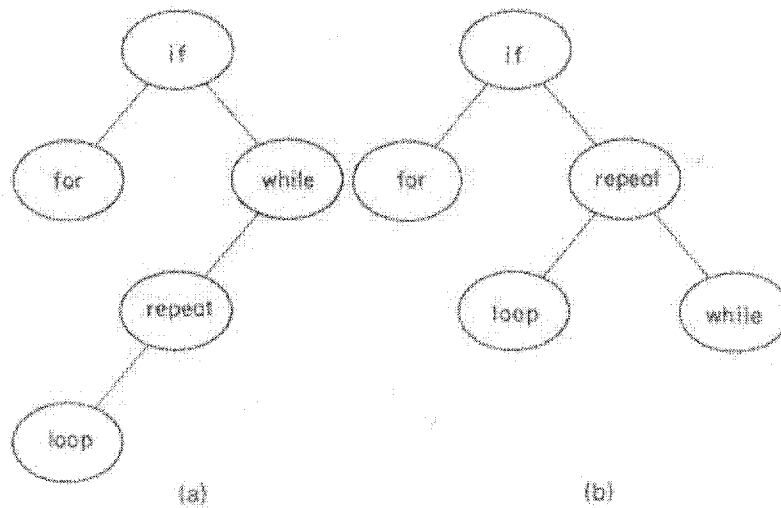 if if
for while for repeat
repeat loop while
loop
(a) (b)